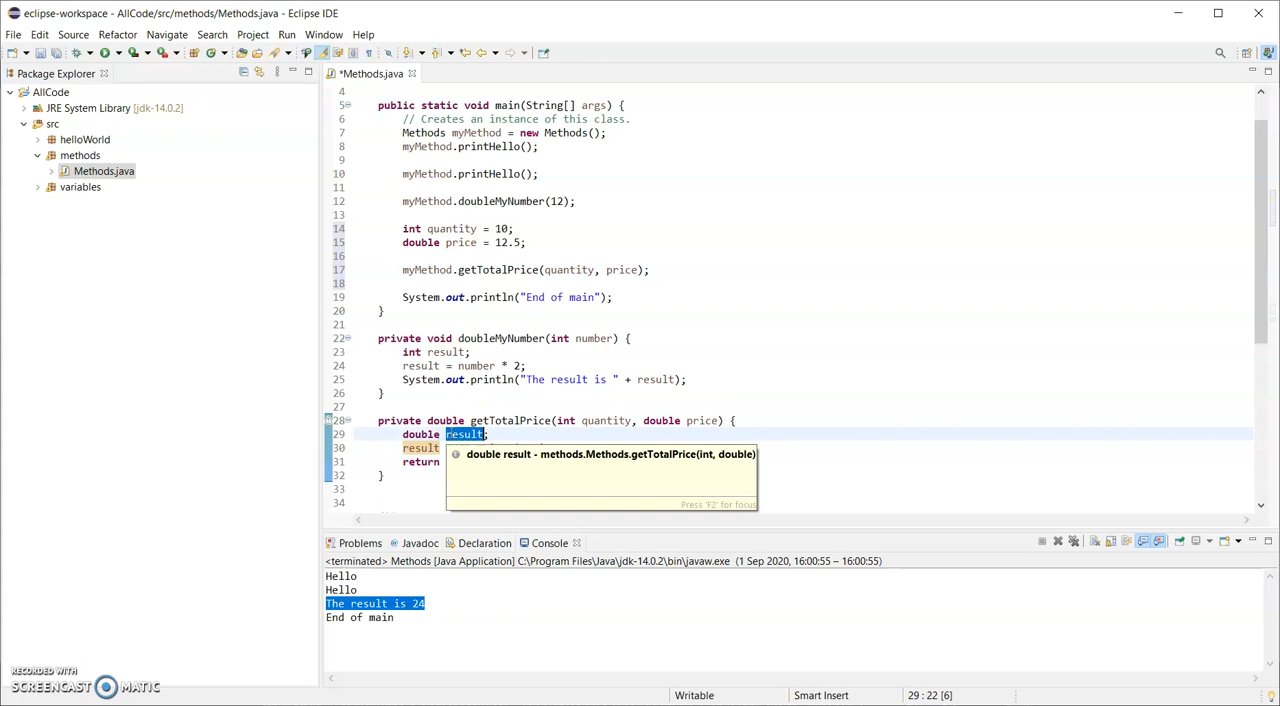 eclipse-workspace - AllCode/src/methods/Methods.java - Eclipse IDE
File Edit Source Refactor Navigate Search Project Run Window Help
Package Explorer
*Methods.java
AllCode
JRE System Library [jdk-14.0.2]
src
helloWorld
methods
Methods.java
variables
4
5 public static void main(String[] args) {
6 // Creates an instance of this class.
7 Methods myMethod = new Methods();
8 myMethod.printHello();
9
10 myMethod.printHello();
11
12 myMethod.doubleMyNumber(12);
13
14 int quantity = 10;
15 double price = 12.5;
16
17 myMethod.getTotalPrice(quantity, price);
18
19 System.out.println("End of main");
20 }
21
22 private void doubleMyNumber(int number) {
23 int result;
24 result = number * 2;
25 System.out.println("The result is " + result);
26 }
27
28 private double getTotalPrice(int quantity, double price) {
29 double result;
30 result
31 return
32 }
33
34
double result - methods.Methods.getTotalPrice(int, double)
Press 'F2' for focus
Problems Javadoc Declaration Console
<terminated> Methods [Java Application] C:\Program Files\Java\jdk-14.0.2\bin\javaw.exe (1 Sep 2020, 16:00:55 – 16:00:55)
Hello
Hello
The result is 24
End of main
RECORDED WITH
SCREENCAST MATIC
Writable Smart Insert 29 : 22 [6]